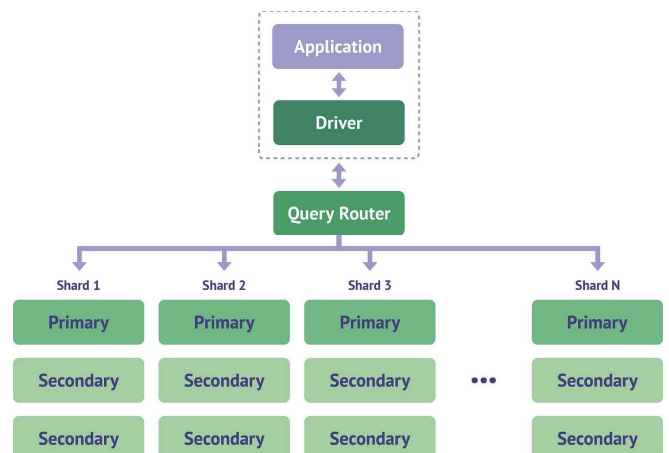 Application
Driver
Query Router
Shard 1 Shard 2 Shard 3 Shard N
Primary Primary Primary Primary
Secondary Secondary Secondary ••• Secondary
Secondary Secondary Secondary Secondary